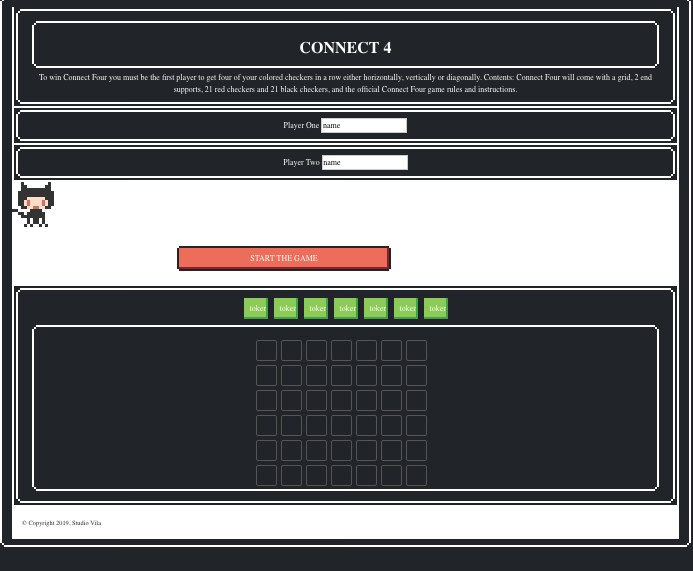 CONNECT 4
To win Connect Four you must be the first player to get four of your colored checkers in a row either horizontally, vertically or diagonally. Contents: Connect Four will come with a grid, 2 end
supports, 21 red checkers and 21 black checkers, and the official Connect Four game rules and instructions.
Player One name
Player Two name
START THE GAME
toker toker toker toker toker toker toker
© Copyright 2019, Studio Vila